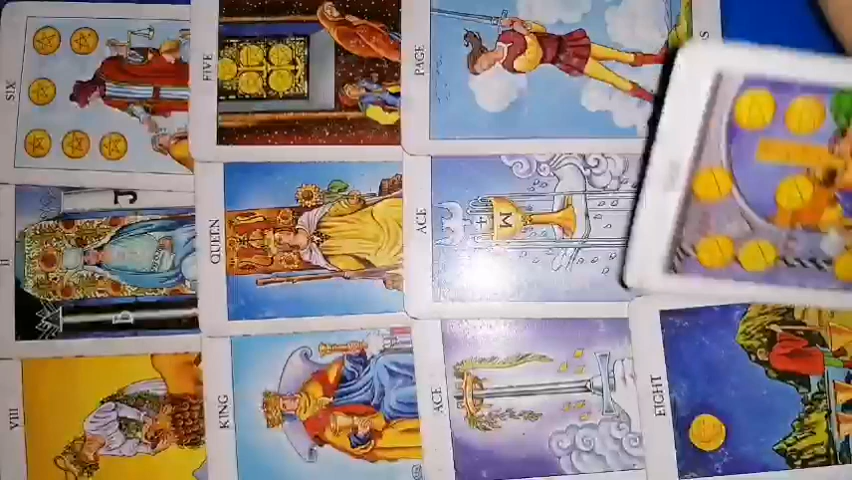 SIX
FIVE
PAGE
II
J
B
QUEEN
ACE
M
VIII
KING
ACE
EIGHT